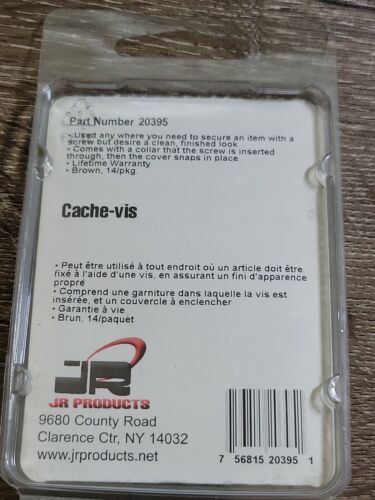 Part Number 20395
• Used any where you need to secure an item with a
screw but desire a clean, finished look
• Comes with a collar that the screw is inserted
through, then the cover snaps in place
• Lifetime Warranty
• Brown, 14/pkg.
Cache-vis
• Peut être utilisé à tout endroit où un article doit être
fixé à l'aide d'une vis, en assurant un fini d'apparence
propre
• Comprend une garniture dans laquelle la vis est
insérée, et un couvercle à enclencher
• Garantie à vie
• Brun, 14/paquet
JR
JR PRODUCTS
9680 County Road
Clarence Ctr, NY 14032
www.jrproducts.net
7 56815 20395 1